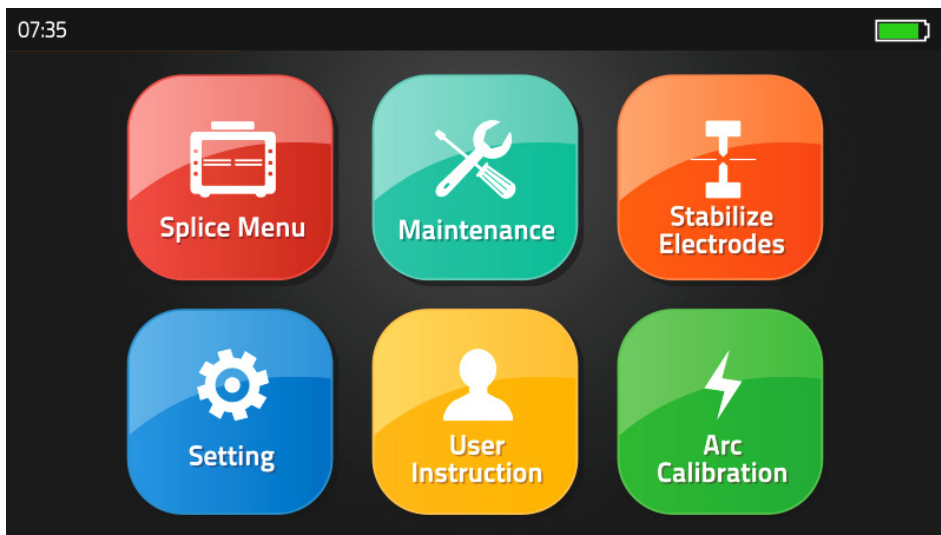 07:35
Splice Menu
Maintenance
Stabilize
Electrodes
Setting
User
Instruction
Arc
Calibration